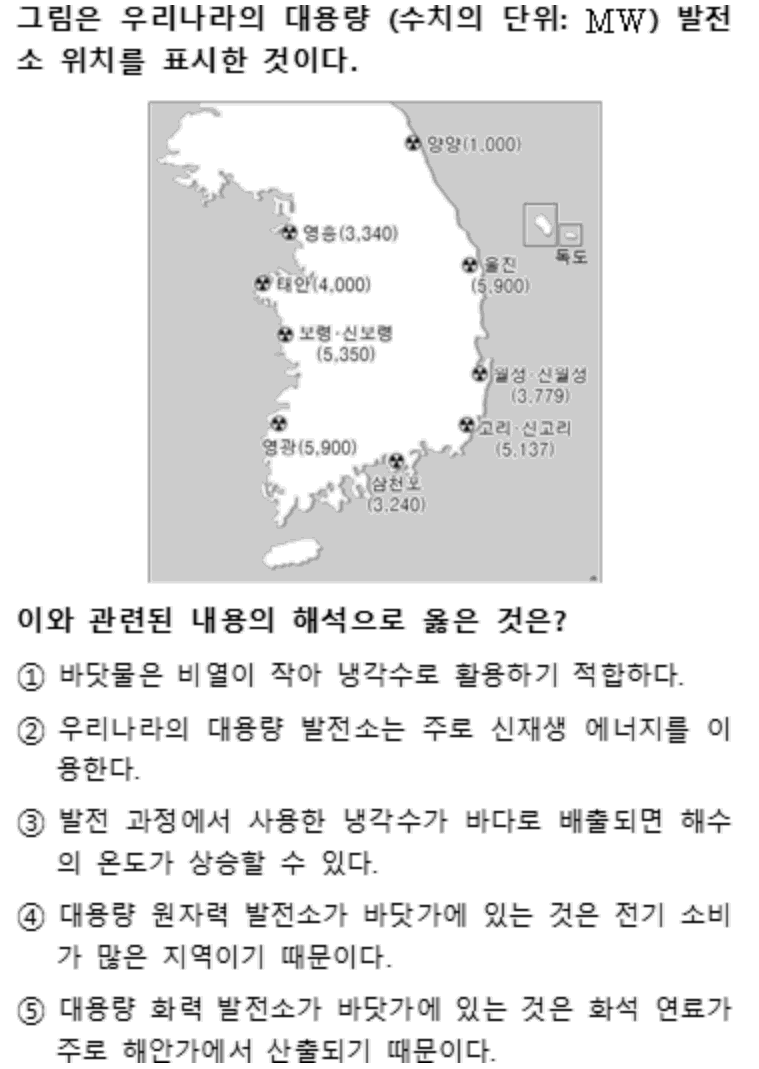 그림은 우리나라의 대용량 (수치의 단위: MW) 발전
소 위치를 표시한 것이다.
양양(1,000)
영흥(3,340)
독도
울진
(5,900)
태안(4,000)
보령·신보령
(5,350)
월성·신월성
(3,779)
고리·신고리
(5,137)
영광(5,900)
삼천포
(3,240)
이와 관련된 내용의 해석으로 옳은 것은?
① 바닷물은 비열이 작아 냉각수로 활용하기 적합하다.
② 우리나라의 대용량 발전소는 주로 신재생 에너지를 이
용한다.
③ 발전 과정에서 사용한 냉각수가 바다로 배출되면 해수
의 온도가 상승할 수 있다.
④ 대용량 원자력 발전소가 바닷가에 있는 것은 전기 소비
가 많은 지역이기 때문이다.
⑤ 대용량 화력 발전소가 바닷가에 있는 것은 화석 연료가
주로 해안가에서 산출되기 때문이다.